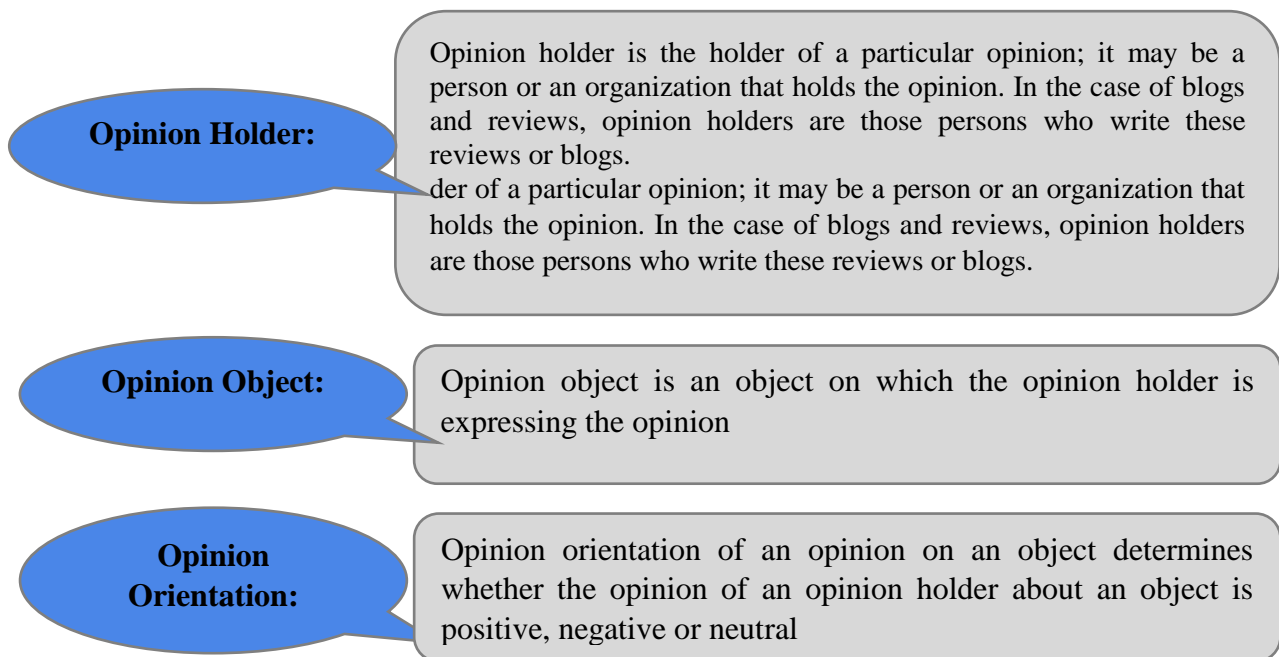 Opinion Holder:
Opinion holder is the holder of a particular opinion; it may be a
person or an organization that holds the opinion. In the case of blogs
and reviews, opinion holders are those persons who write these
reviews or blogs.
der of a particular opinion; it may be a person or an organization that
holds the opinion. In the case of blogs and reviews, opinion holders
are those persons who write these reviews or blogs.
Opinion Object:
Opinion object is an object on which the opinion holder is
expressing the opinion
Opinion
Orientation:
Opinion orientation of an opinion on an object determines
whether the opinion of an opinion holder about an object is
positive, negative or neutral